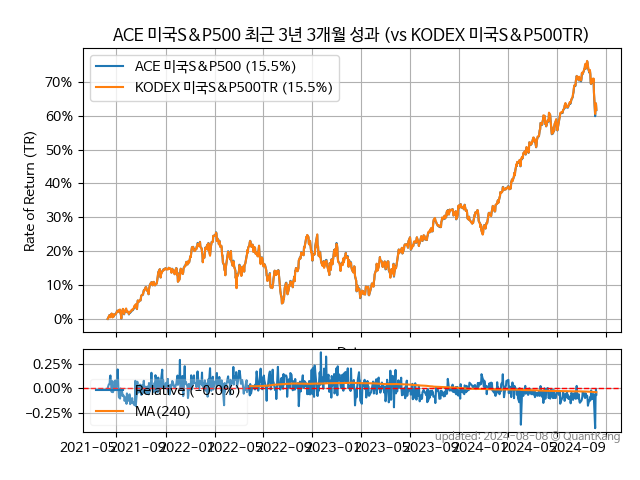 ACE 미국S&P500 최근 3년 3개월 성과 (vs KODEX 미국S&P500TR)
ACE 미국S&P500 (15.5%)
KODEX 미국S&P500TR (15.5%)
Rate of Return (TR)
70%
60%
50%
40%
30%
20%
10%
0%
0.25%
0.00%
−0.25%
Relative (−0.0%)
MA(240)
2021-05 2021-09 2022-01 2022-05 2022-09 2023-01 2023-05 2023-09 2024-01 2024-05 2024-09
updated: 2024-08-08 @ QuantKang